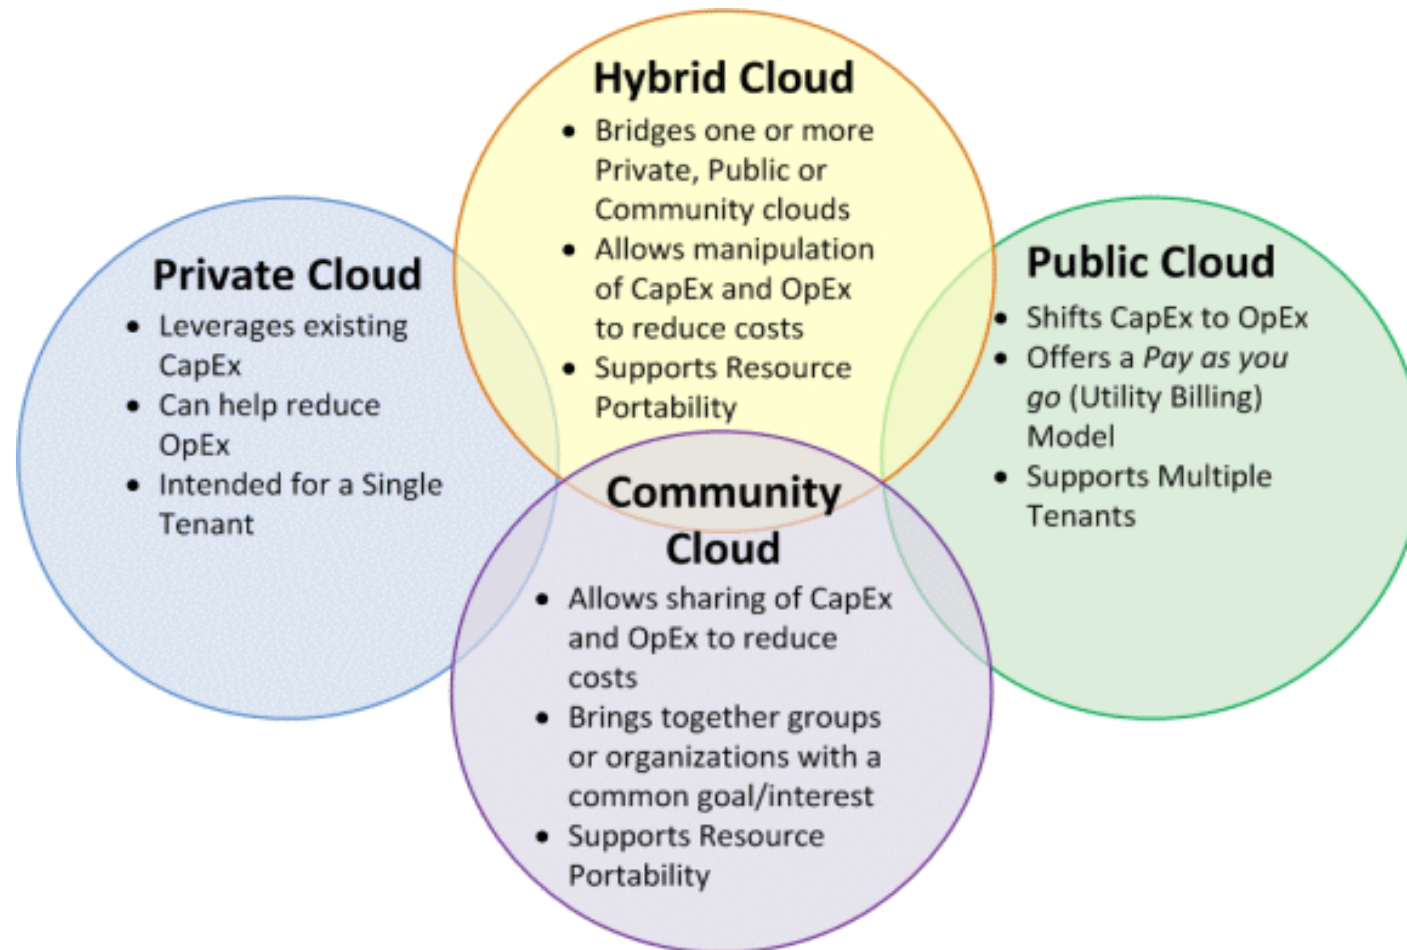 Hybrid Cloud
• Bridges one or more
Private, Public or
Community clouds
• Allows manipulation
of CapEx and OpEx
to reduce costs
• Supports Resource
Portability
Private Cloud
• Leverages existing
CapEx
• Can help reduce
OpEx
• Intended for a Single
Tenant
Public Cloud
• Shifts CapEx to OpEx
• Offers a Pay as you
go (Utility Billing)
Model
• Supports Multiple
Tenants
Community
Cloud
• Allows sharing of CapEx
and OpEx to reduce
costs
• Brings together groups
or organizations with a
common goal/interest
• Supports Resource
Portability